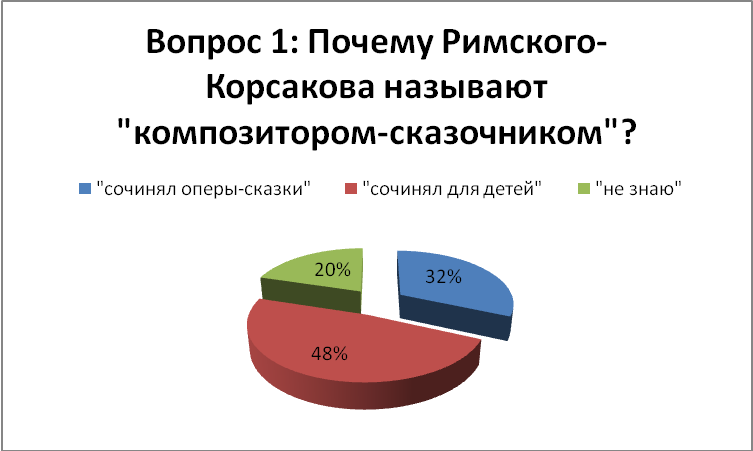 Вопрос 1: Почему Римского-
Корсакова называют
"композитором-сказочником"?
"сочинял оперы-сказки" "сочинял для детей" "не знаю"
20%
32%
48%